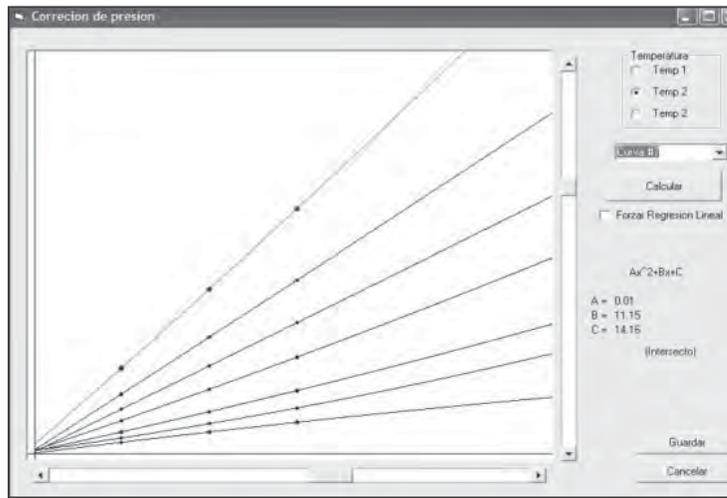 Correcion de presion
Temperatura
Temp 1
Temp 2
Temp 2
Calcular
Forzar Regresion Lineal
Ax^2+Bx+C
A = 0.01
B = 11.15
C = 14.16
(Intersecto)
Guardar
Cancelar